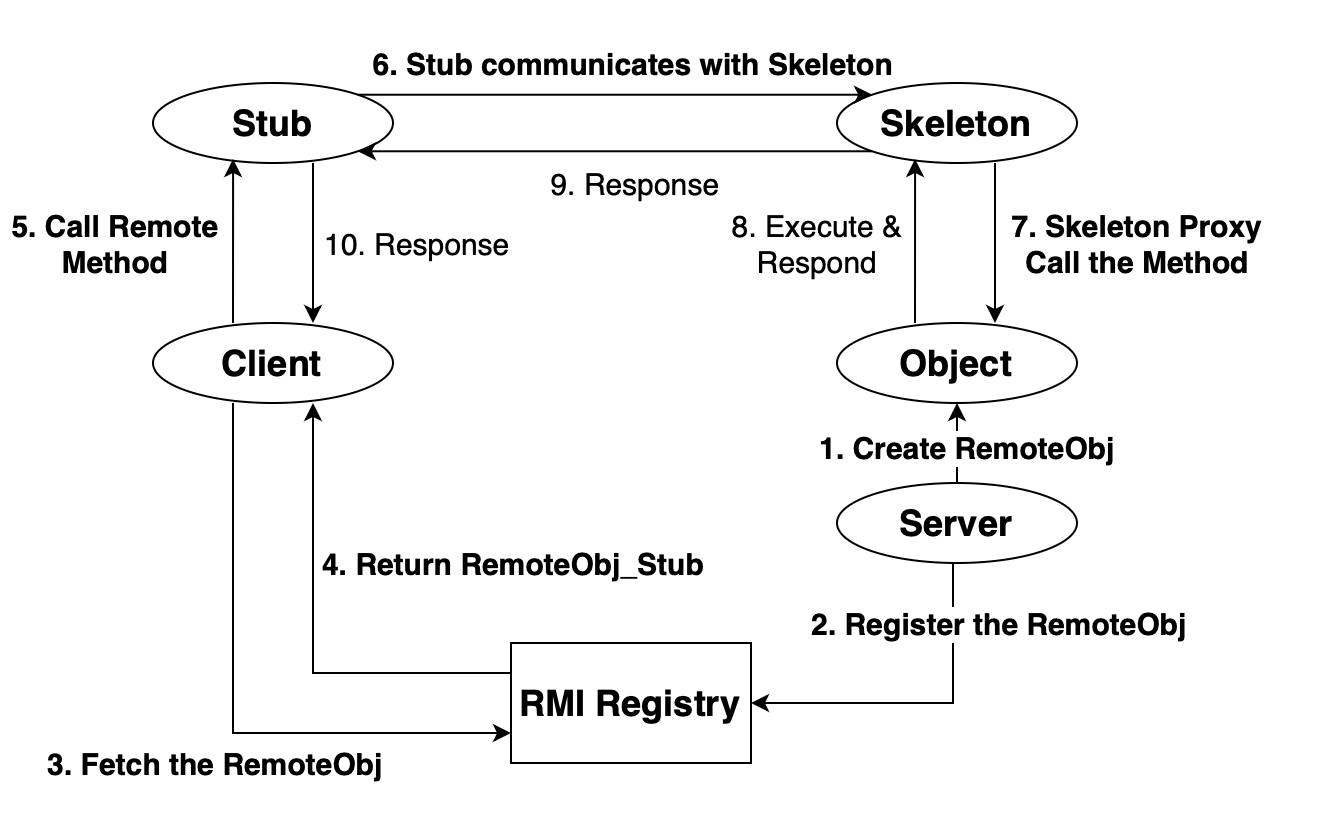 6. Stub communicates with Skeleton
Stub
Skeleton
9. Response
5. Call Remote
Method
10. Response
8. Execute &
Respond
7. Skeleton Proxy
Call the Method
Client
Object
1. Create RemoteObj
Server
4. Return RemoteObj_Stub
2. Register the RemoteObj
RMI Registry
3. Fetch the RemoteObj